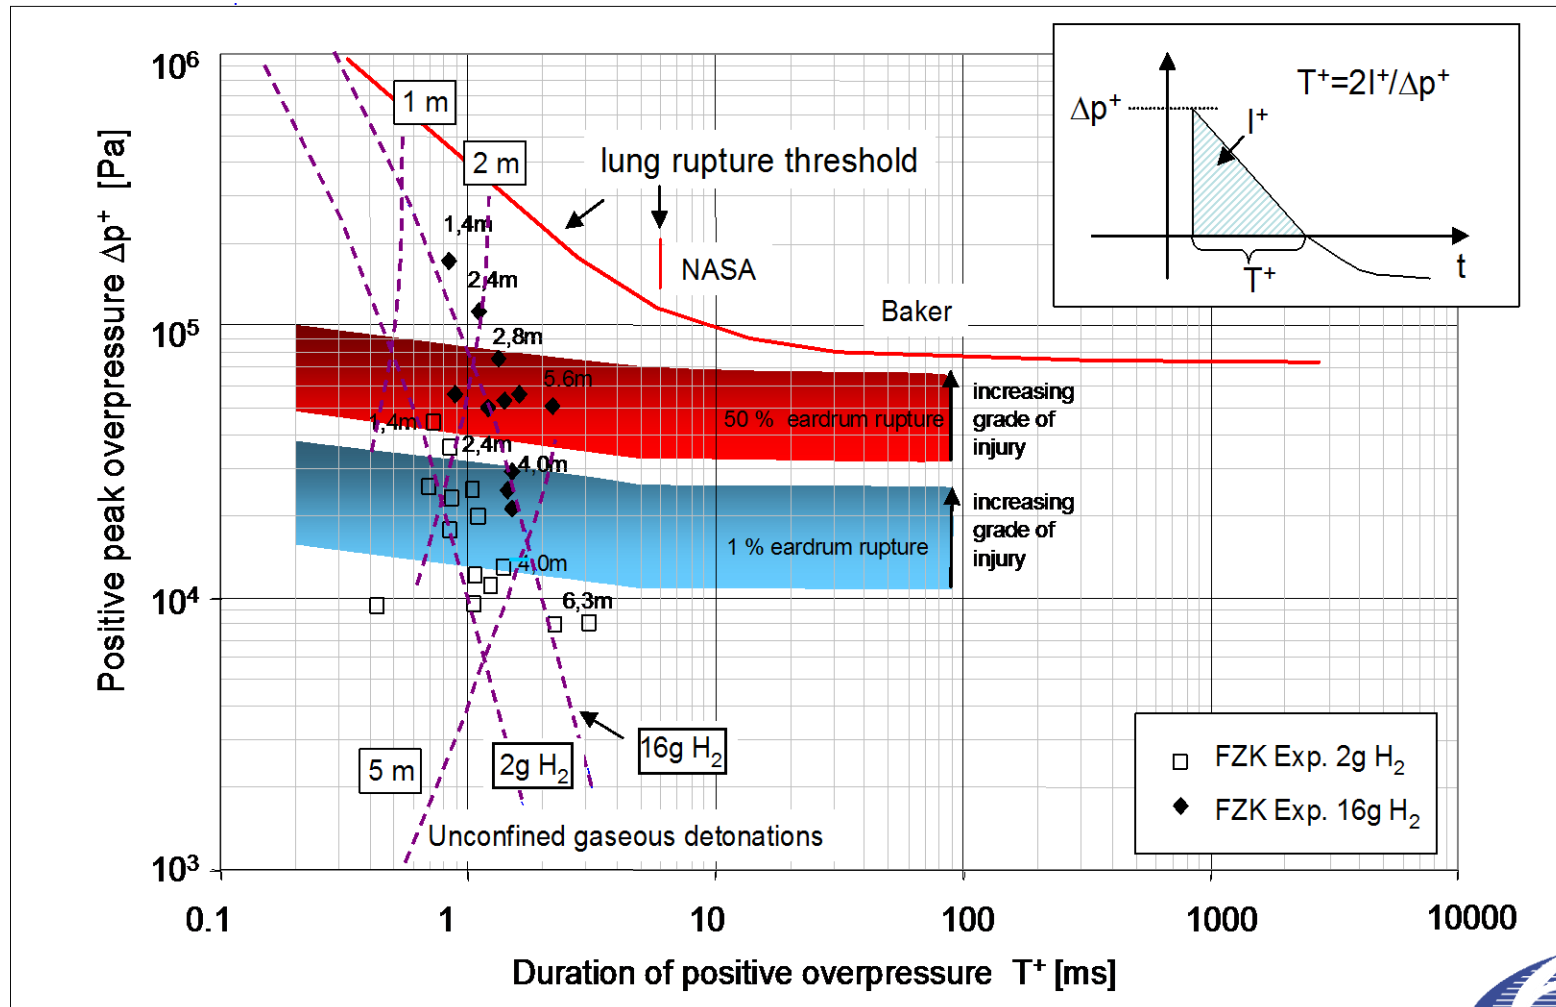 10⁶
10⁵
10⁴
10³
Positive peak overpressure Δp⁺ [Pa]
1 m
2 m
lung rupture threshold
NASA
Baker
1,4m
2,4m
2,8m
5.6m
1,4m
2,4m
4,0m
4,0m
6,3m
50 % eardrum rupture
increasing
grade of
injury
1 % eardrum rupture
increasing
grade of
injury
5 m
2g H₂
16g H₂
Unconfined gaseous detonations
Δp⁺
I⁺
T⁺=2I⁺/Δp⁺
T⁺
t
FZK Exp. 2g H₂
FZK Exp. 16g H₂
0.1 1 10 100 1000 10000
Duration of positive overpressure T⁺ [ms]